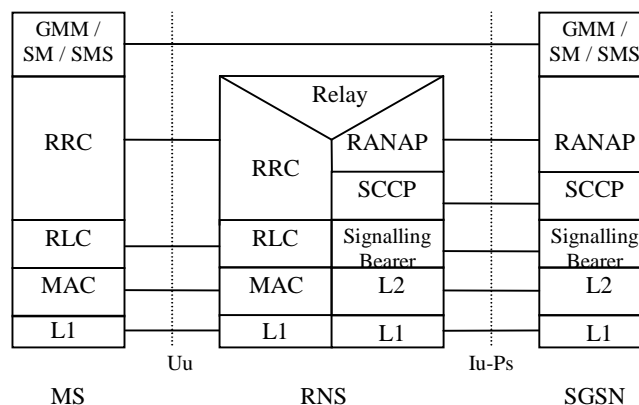 GMM /
SM / SMS
GMM /
SM / SMS
Relay
RRC
RRC
RANAP
RANAP
SCCP
SCCP
RLC
RLC
Signalling
Bearer
Signalling
Bearer
MAC
MAC
L2
L2
L1
L1
L1
L1
Uu
Iu-Ps
MS
RNS
SGSN